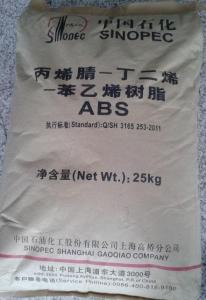 SINOPEC
中国石化
SINOPEC
丙烯腈-丁二烯
-苯乙烯树脂
ABS
执行标准(Standard):Q/SH 3165 253-2011
净含量(Net Wt.): 25kg
中国石油化工股份有限公司上海高桥分公司
SINOPEC SHANGHAI GAOQIAO COMPANY
地址:中国上海浦东大道3000号